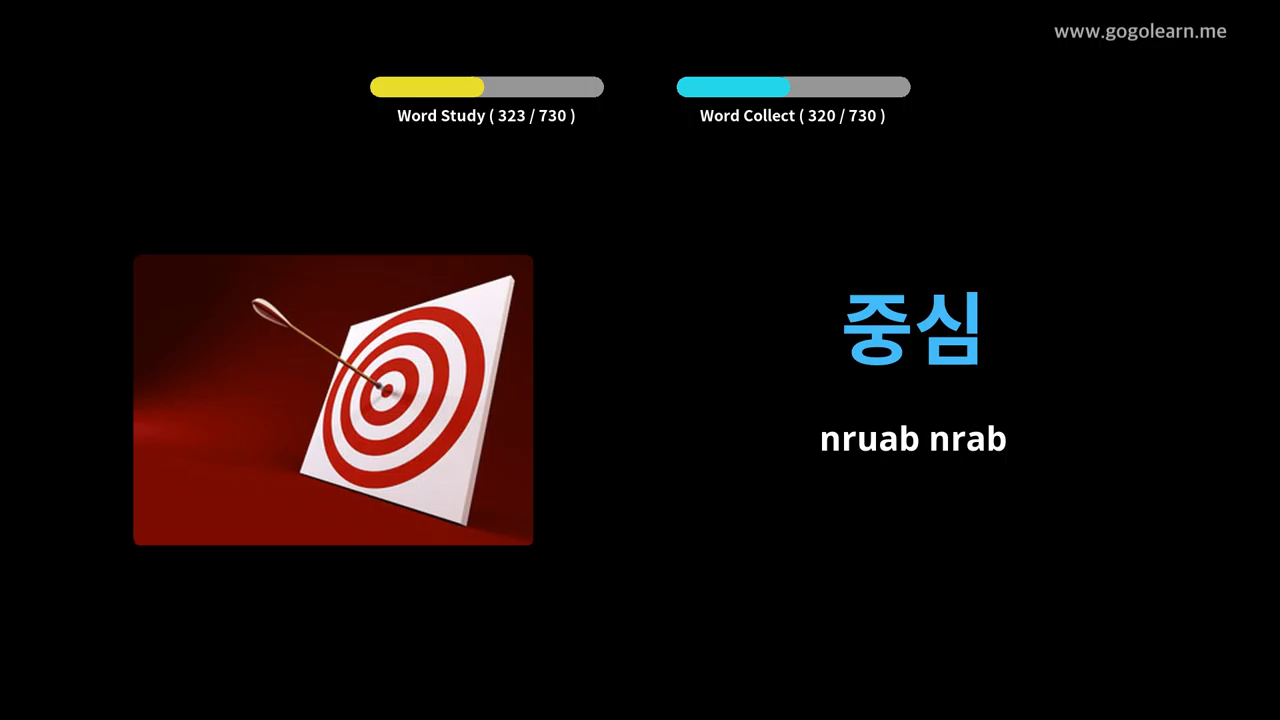 www.gogolearn.me
Word Study ( 323 / 730 )
Word Collect ( 320 / 730 )
중심
nruab nrab